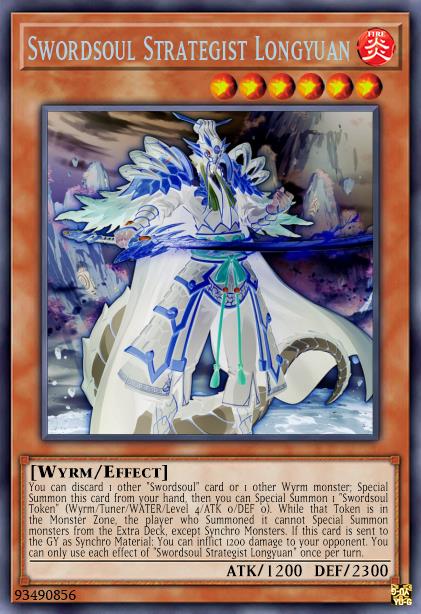 Swordsoul Strategist Longyuan
FIRE
炎
[Wyrm/Effect]
You can discard 1 other "Swordsoul" card or 1 other Wyrm monster; Special
Summon this card from your hand, then you can Special Summon 1 "Swordsoul
Token" (Wyrm/Tuner/WATER/Level 4/ATK 0/DEF 0). While that Token is in
the Monster Zone, the player who Summoned it cannot Special Summon
monsters from the Extra Deck, except Synchro Monsters. If this card is sent to
the GY as Synchro Material: You can inflict 1200 damage to your opponent. You
can only use each effect of "Swordsoul Strategist Longyuan" once per turn.
ATK/1200 DEF/2300
93490856